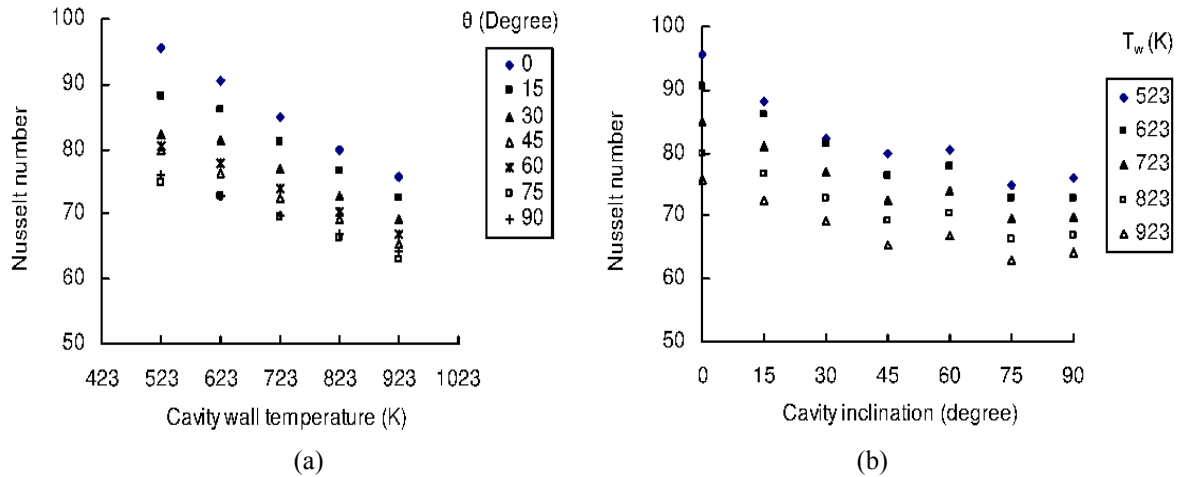 100
90
80
70
60
50
Nusselt number
423 523 623 723 823 923 1023
Cavity wall temperature (K)
θ (Degree)
0
15
30
45
60
75
90
(a)
100
90
80
70
60
50
Nusselt number
0 15 30 45 60 75 90
Cavity inclination (degree)
Tw (K)
523
623
723
823
923
(b)